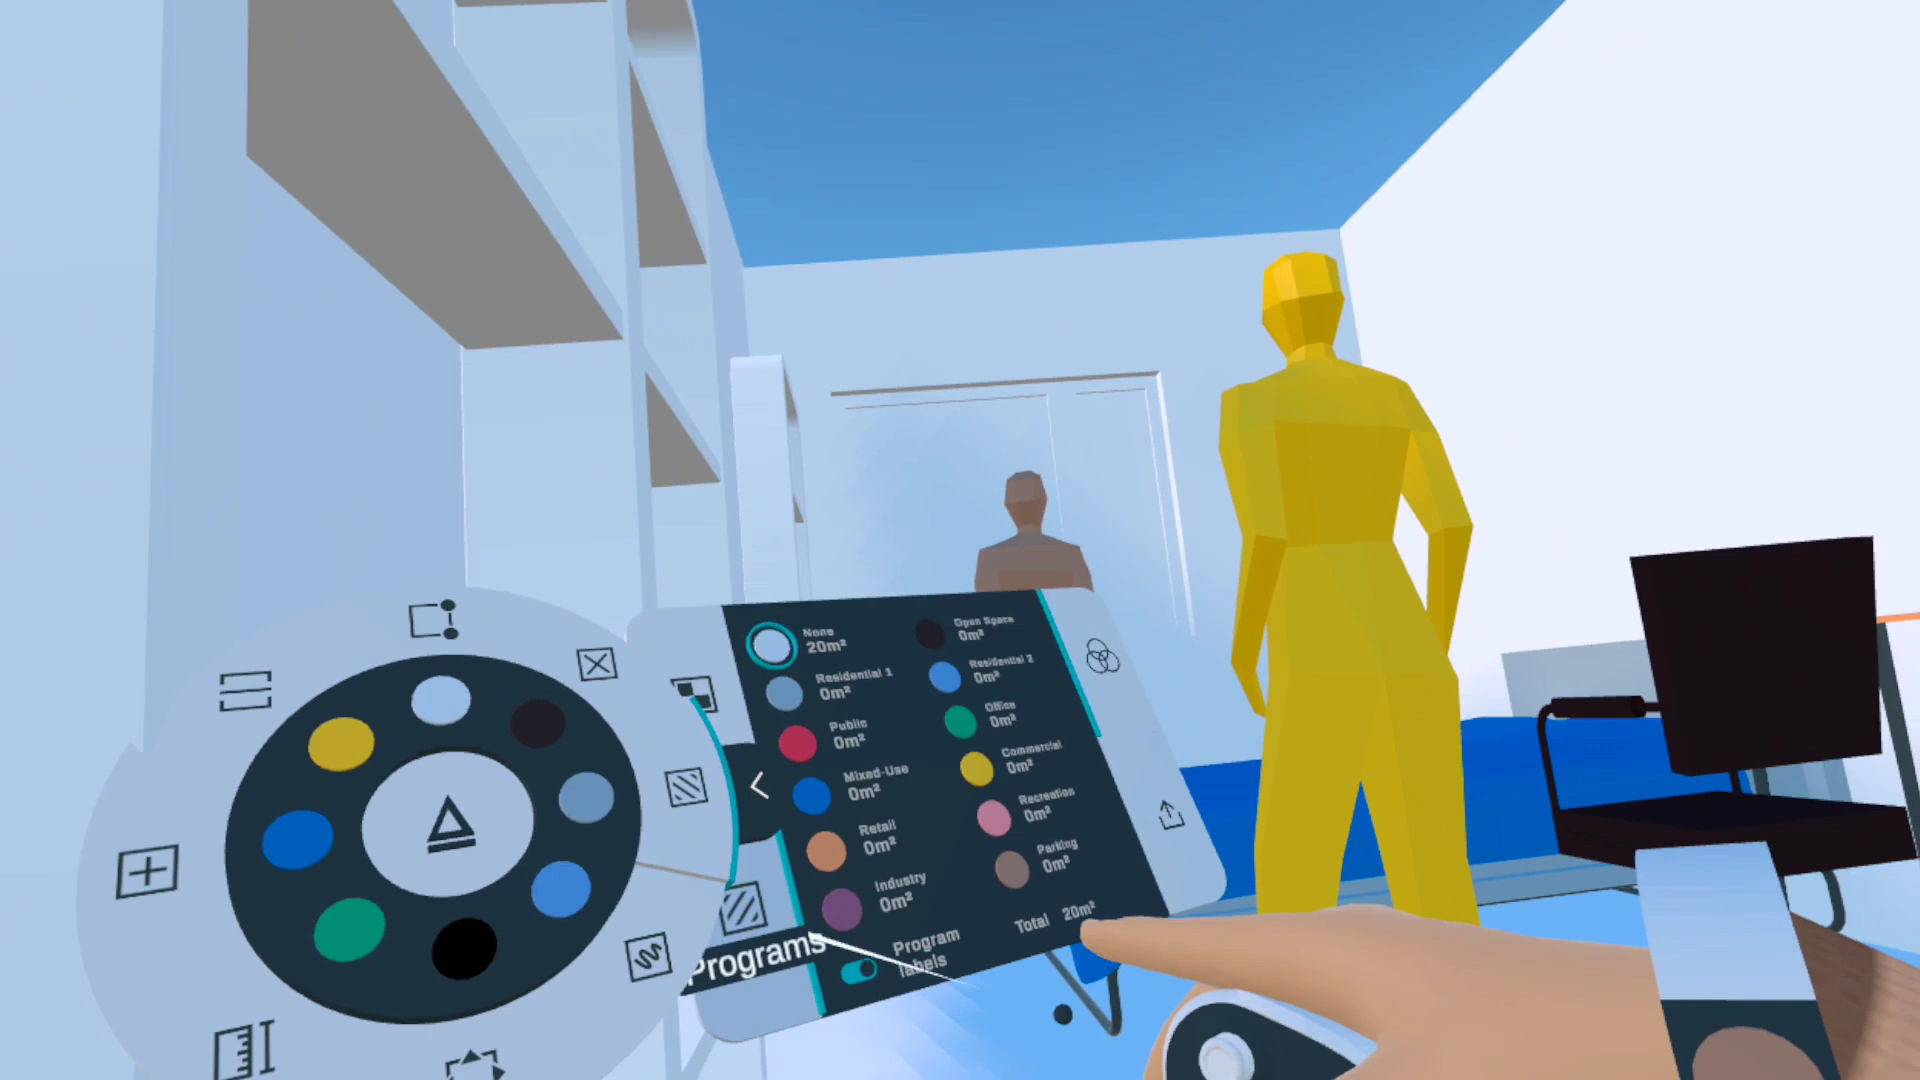 None
20m²
Open Space
0m²
Residential 1
0m²
Residential 2
0m²
Public
0m²
Office
0m²
Mixed-Use
0m²
Commercial
0m²
Retail
0m²
Recreation
0m²
Industry
0m²
Parking
0m²
Total 20m²
Program
labels
Programs